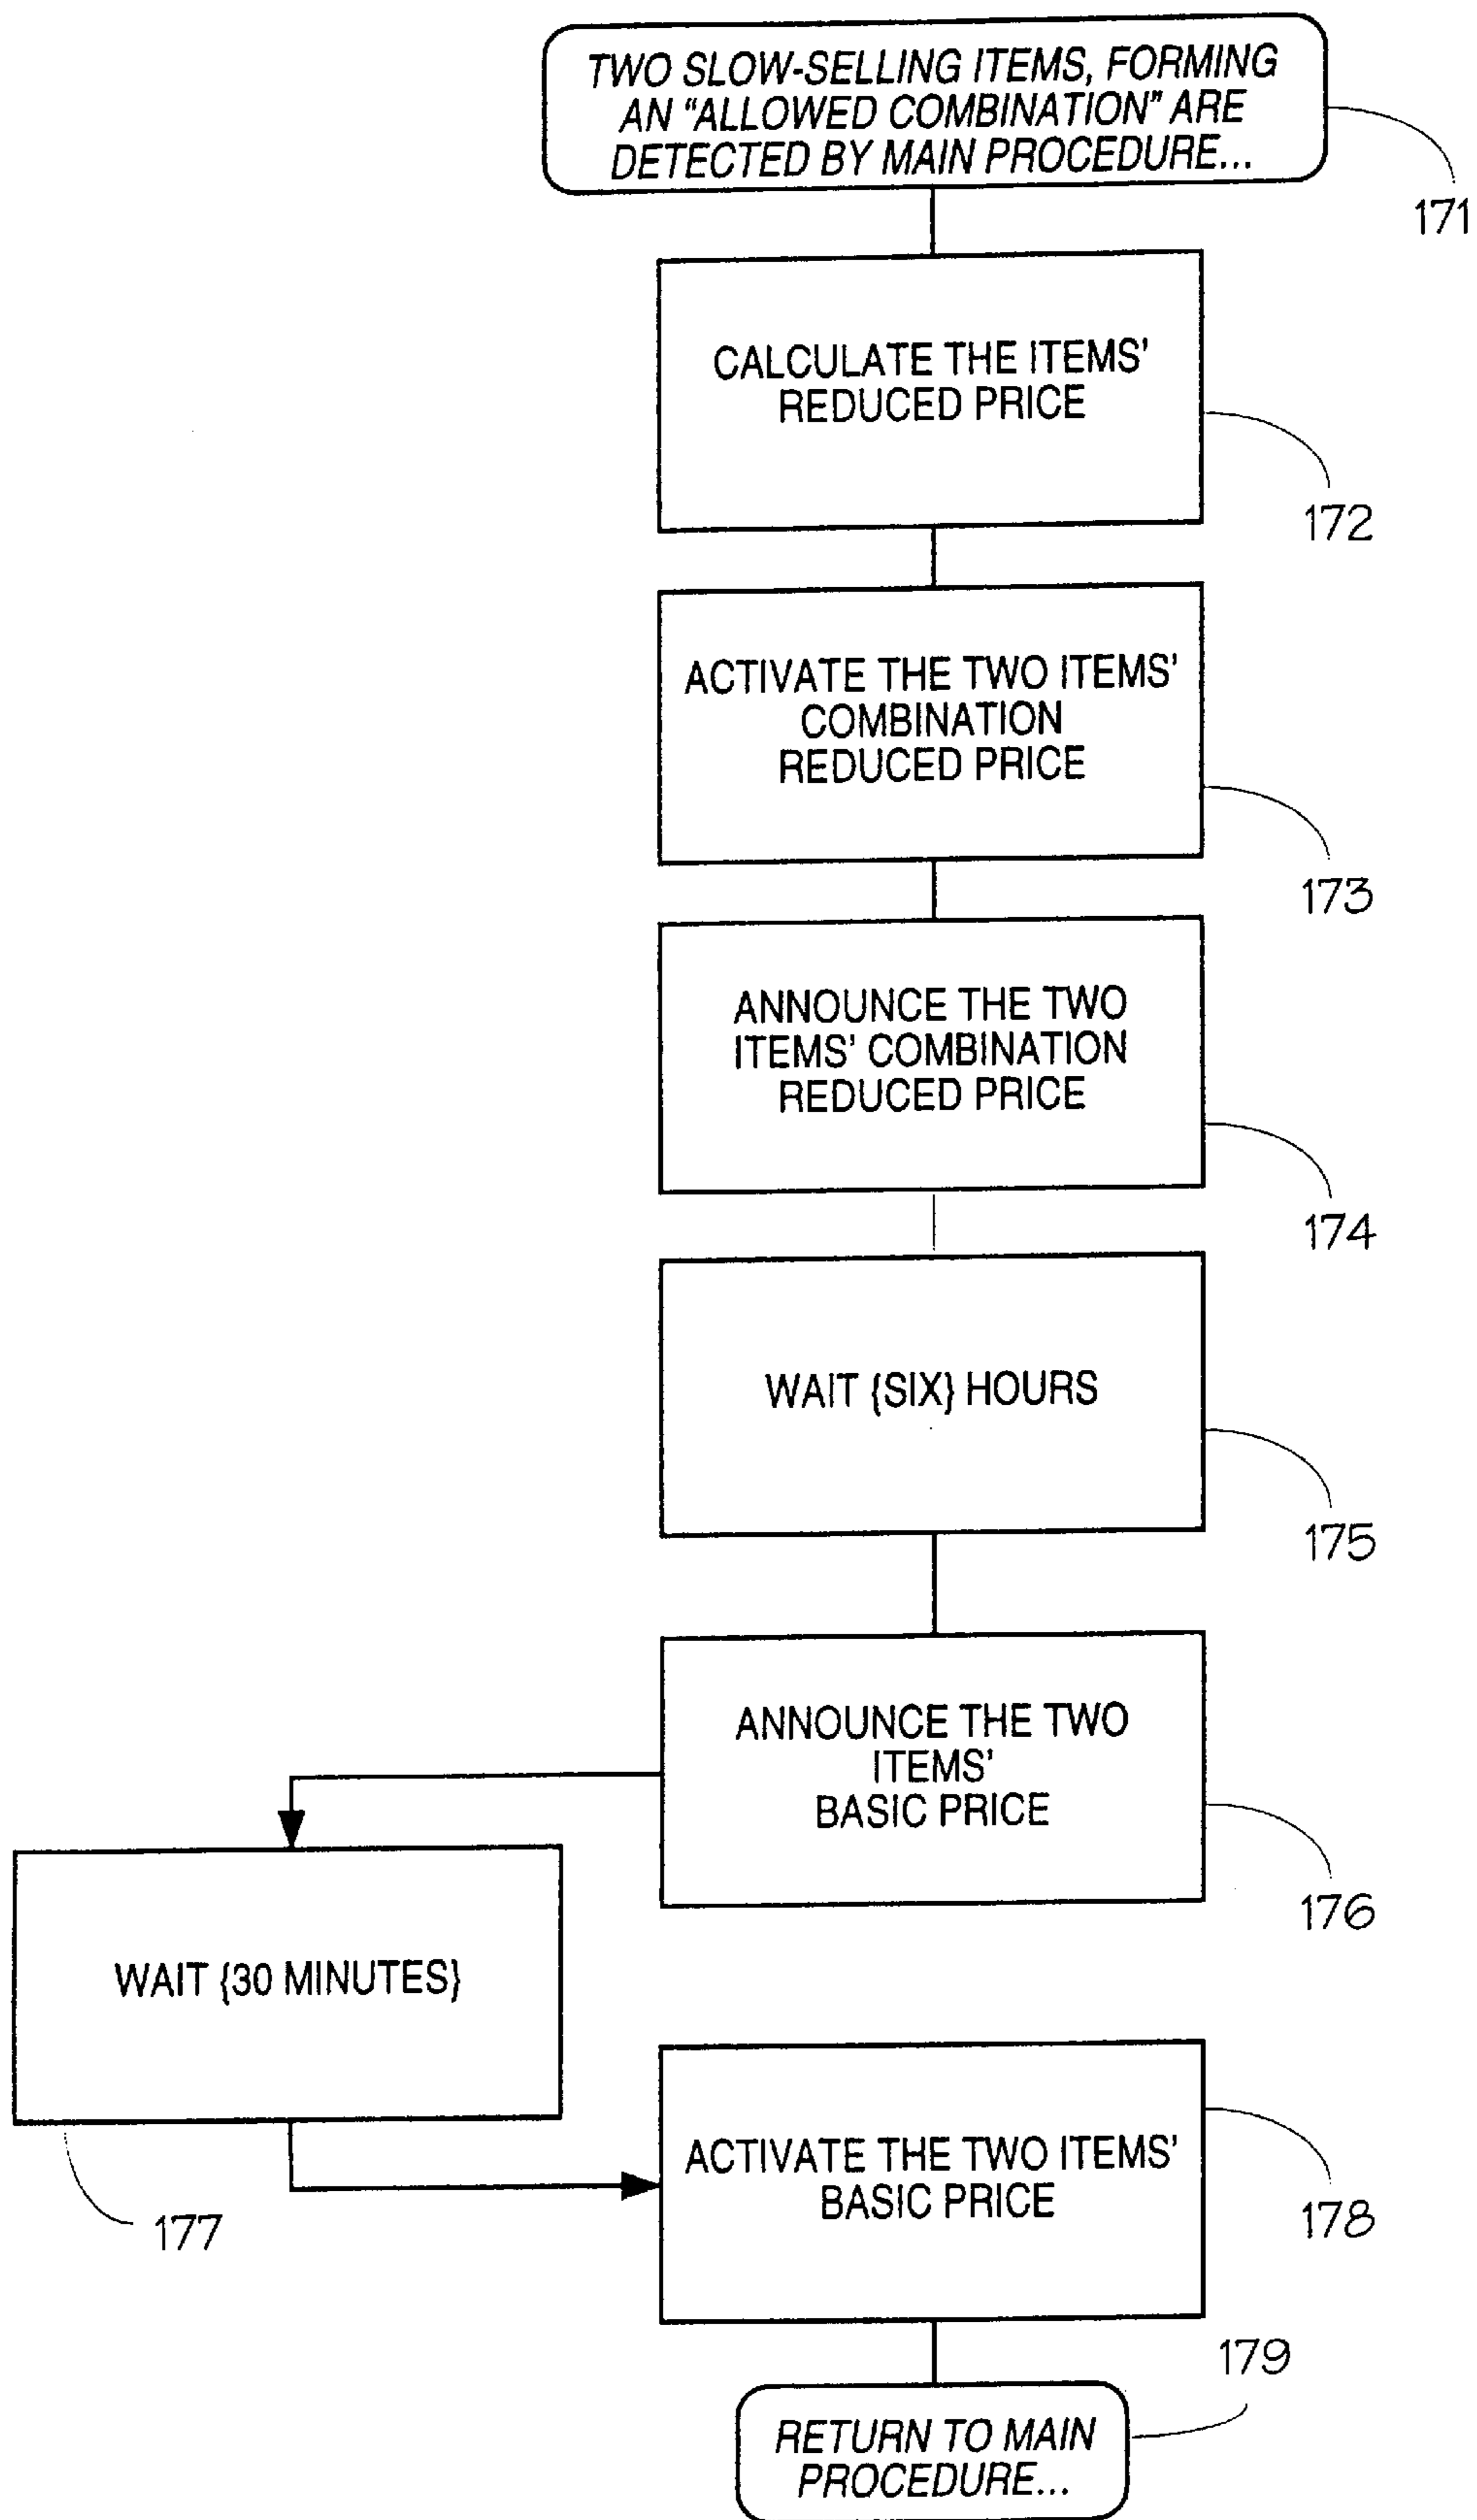 TWO SLOW-SELLING ITEMS, FORMING
AN "ALLOWED COMBINATION" ARE
DETECTED BY MAIN PROCEDURE...
171
CALCULATE THE ITEMS'
REDUCED PRICE
172
ACTIVATE THE TWO ITEMS'
COMBINATION
REDUCED PRICE
173
ANNOUNCE THE TWO
ITEMS' COMBINATION
REDUCED PRICE
174
WAIT {SIX} HOURS
175
ANNOUNCE THE TWO
ITEMS'
BASIC PRICE
176
WAIT {30 MINUTES}
177
ACTIVATE THE TWO ITEMS'
BASIC PRICE
178
179
RETURN TO MAIN
PROCEDURE...